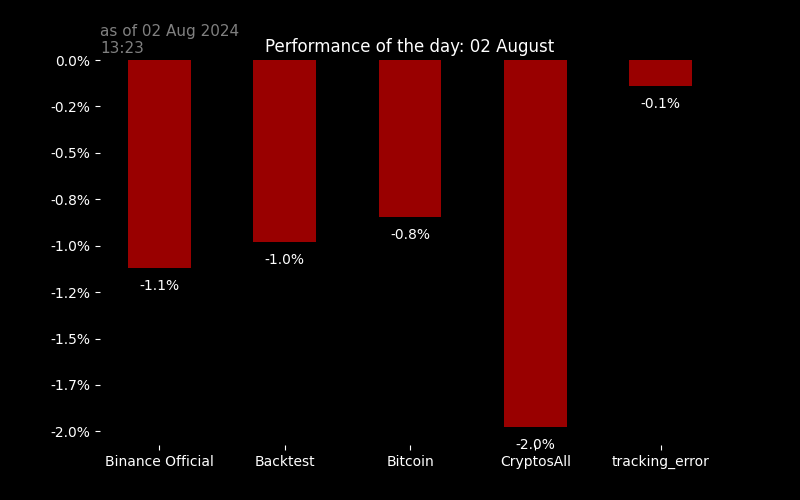 as of 02 Aug 2024
13:23
Performance of the day: 02 August
0.0%
-0.2%
-0.5%
-0.8%
-1.0%
-1.2%
-1.5%
-1.7%
-2.0%
-1.1%
-1.0%
-0.8%
-2.0%
-0.1%
Binance Official
Backtest
Bitcoin
CryptosAll
tracking_error